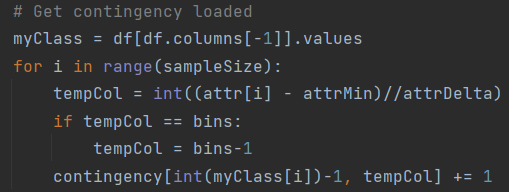 # Get contingency loaded
myClass = df[df.columns[-1]].values
for i in range(sampleSize):
    tempCol = int((attr[i] - attrMin)//attrDelta)
    if tempCol == bins:
        tempCol = bins-1
    contingency[int(myClass[i])-1, tempCol] += 1